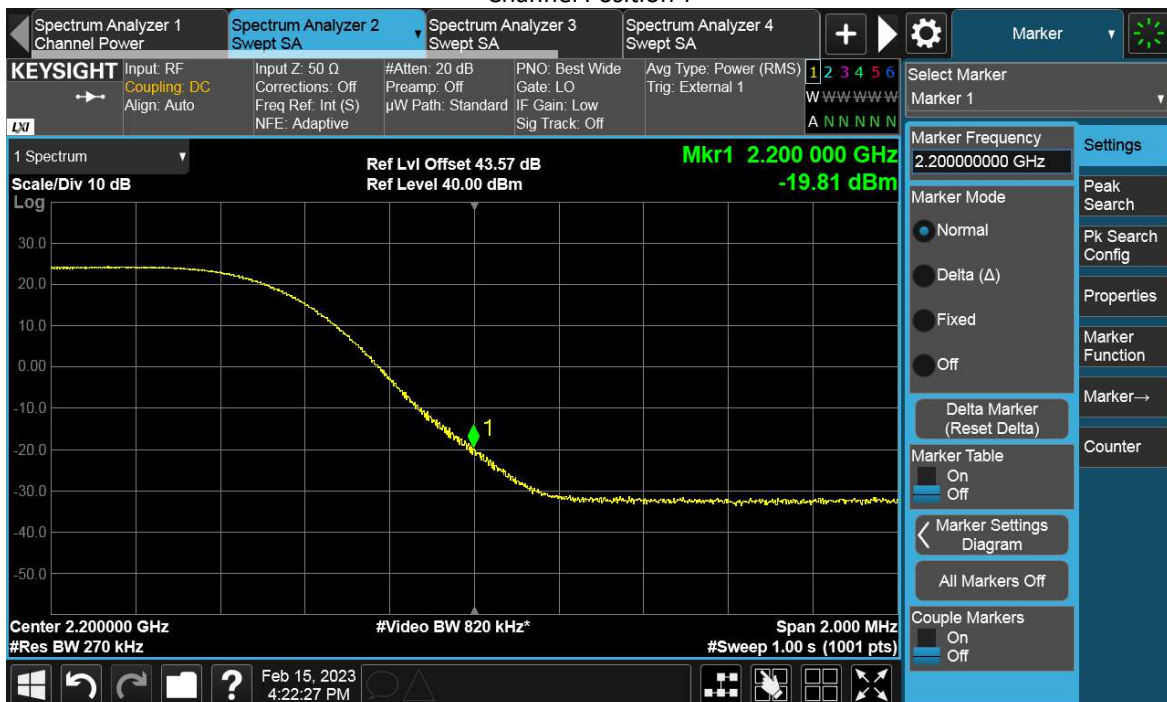 Channel Position T
Spectrum Analyzer 1
Channel Power
Spectrum Analyzer 2
Swept SA
Spectrum Analyzer 3
Swept SA
Spectrum Analyzer 4
Swept SA
Marker
KEYSIGHT
Input: RF
Coupling: DC
Align: Auto
Input Z: 50 Ω
Corrections: Off
Freq Ref: Int (S)
NFE: Adaptive
#Atten: 20 dB
Preamp: Off
µW Path: Standard
PNO: Best Wide
Gate: LO
IF Gain: Low
Sig Track: Off
Avg Type: Power (RMS)
Trig: External 1
1 2 3 4 5 6
W W W W W W
A N N N N N
LXI
Select Marker
Marker 1
1 Spectrum
Scale/Div 10 dB
Log
Ref Lvl Offset 43.57 dB
Ref Level 40.00 dBm
Mkr1 2.200 000 GHz
-19.81 dBm
30.0
20.0
10.0
0.00
-10.0
-20.0
-30.0
-40.0
-50.0
1
Center 2.200000 GHz
#Res BW 270 kHz
#Video BW 820 kHz*
Span 2.000 MHz
#Sweep 1.00 s (1001 pts)
Marker Frequency
2.200000000 GHz
Marker Mode
Normal
Delta (Δ)
Fixed
Off
Delta Marker
(Reset Delta)
Marker Table
On
Off
Marker Settings
Diagram
All Markers Off
Couple Markers
On
Off
Settings
Peak
Search
Pk Search
Config
Properties
Marker
Function
Marker→
Counter
?
Feb 15, 2023
4:22:27 PM